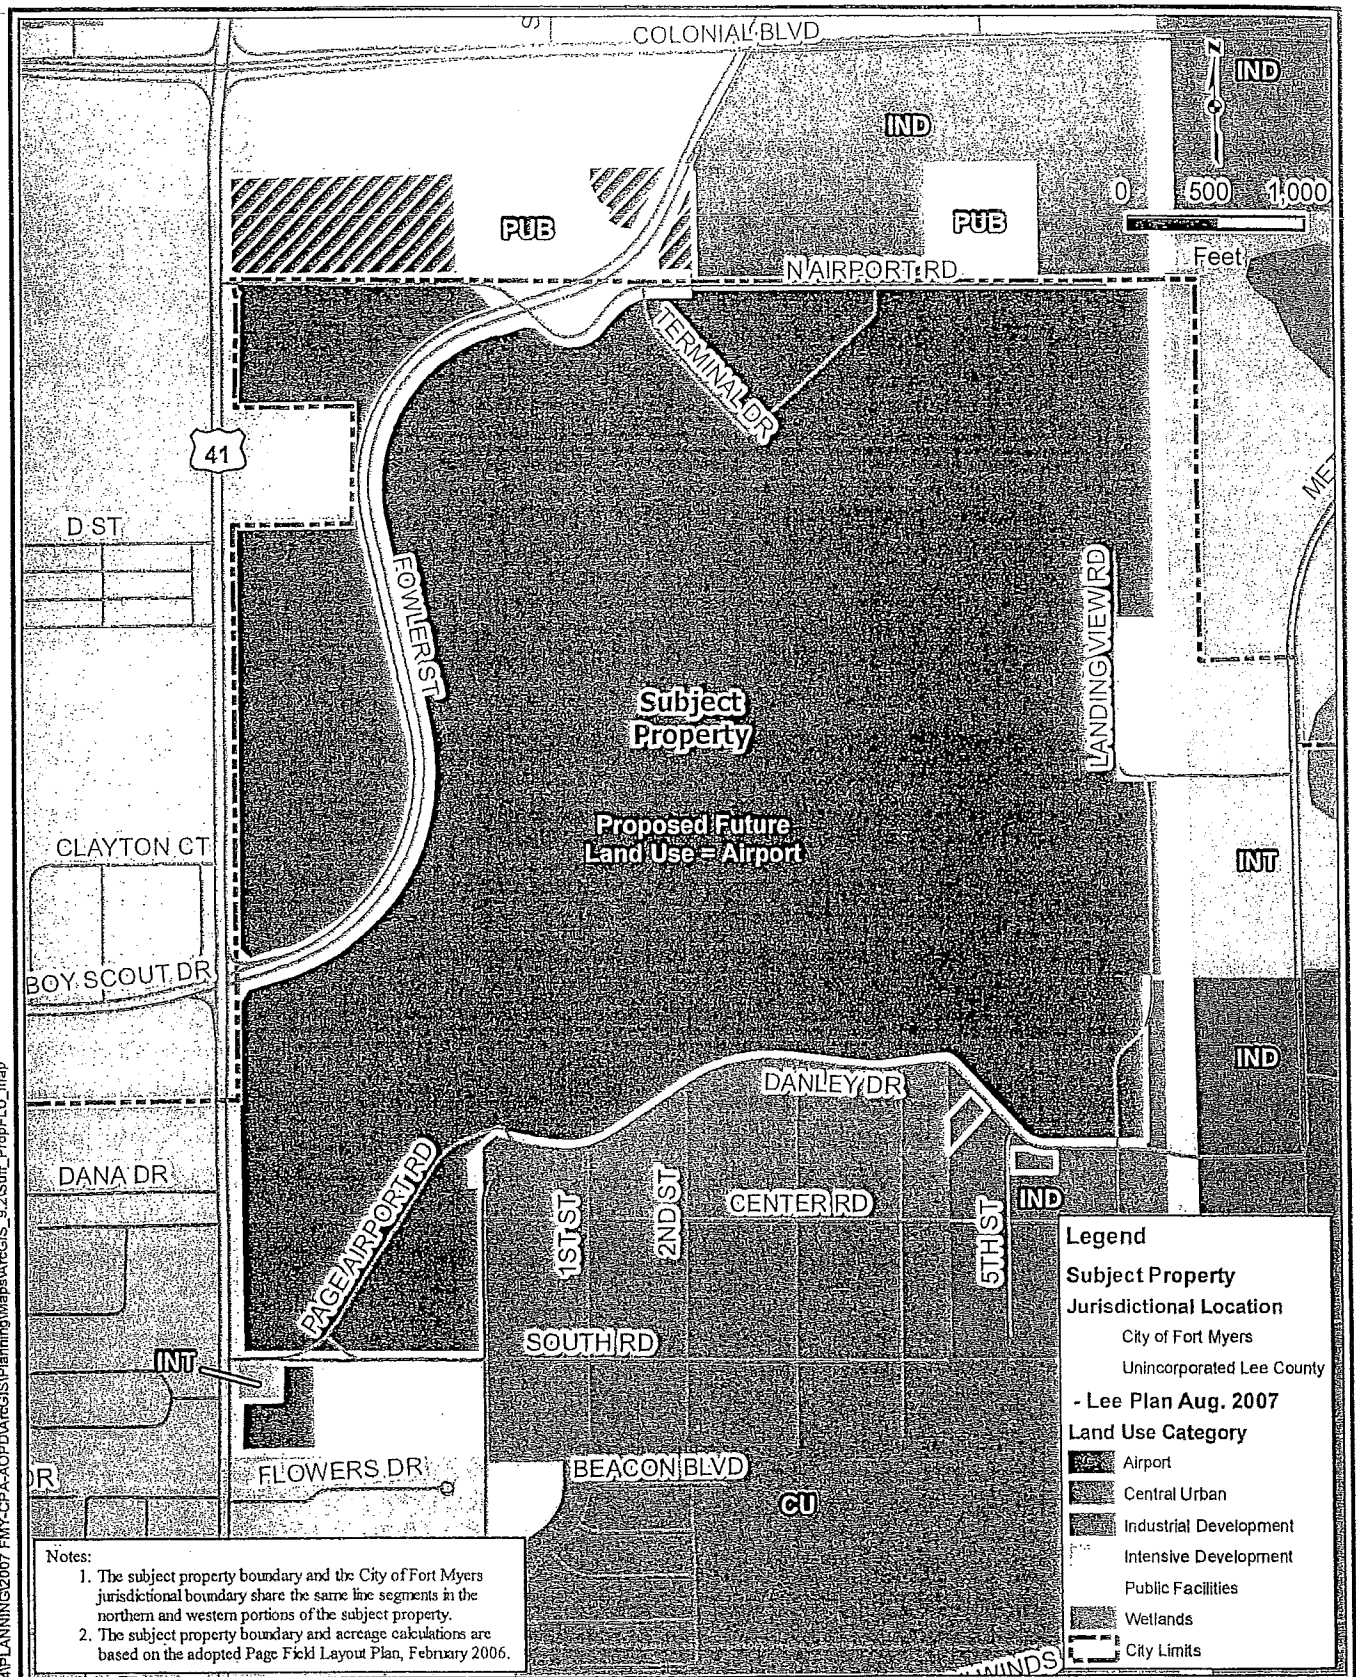 COLONIAL BLVD
S
N
IND
IND
0 500 1,000
Feet
PUB
PUB
N AIRPORT RD
TERMINAL DR
41
D ST
FOWLER ST
LANDING VIEW RD
Subject
Property
Proposed Future
Land Use = Airport
CLAYTON CT
INT
BOY SCOUT DR
IND
DANLEY DR
DANA DR
PAGE AIRPORT RD
1ST ST
2ND ST
CENTER RD
5TH ST
IND
SOUTH RD
INT
FLOWERS DR
BEACON BLVD
CU
DR
WINDS
Legend
Subject Property
Jurisdictional Location
City of Fort Myers
Unincorporated Lee County
- Lee Plan Aug. 2007
Land Use Category
Airport
Central Urban
Industrial Development
Intensive Development
Public Facilities
Wetlands
City Limits
Notes:
1. The subject property boundary and the City of Fort Myers
jurisdictional boundary share the same line segments in the
northern and western portions of the subject property.
2. The subject property boundary and acreage calculations are
based on the adopted Page Field Layout Plan, February 2006.